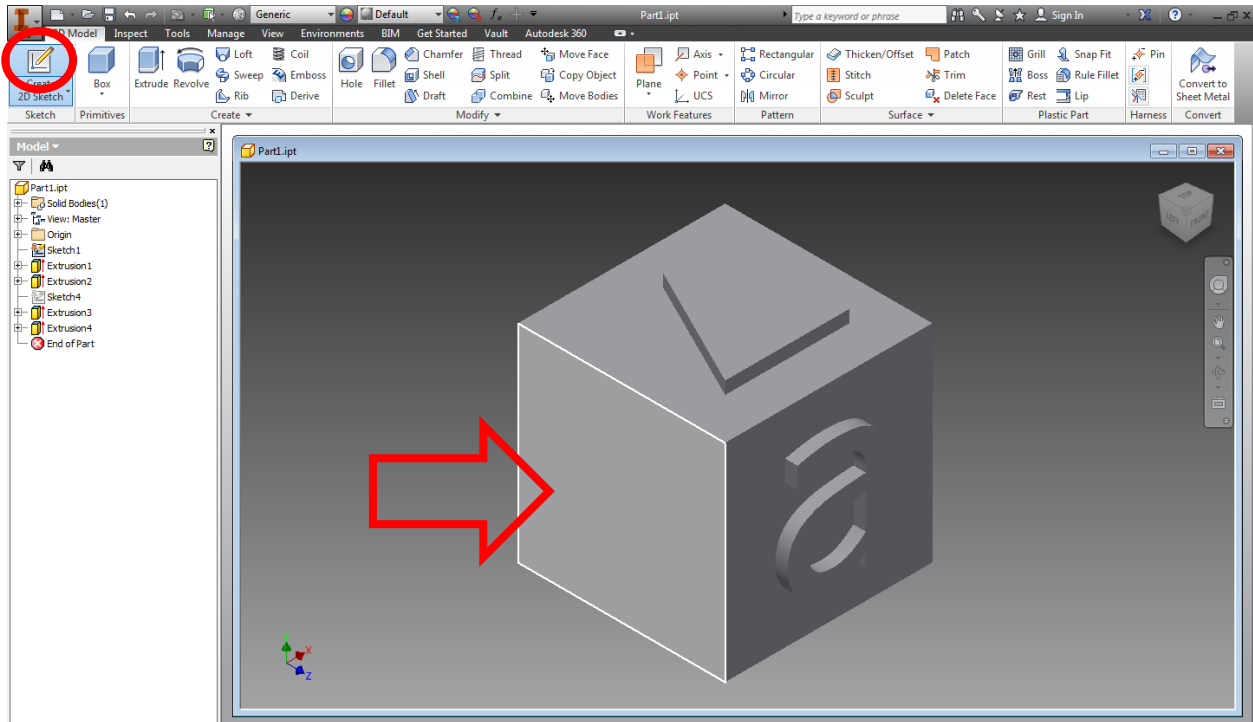 Generic Default fx Part1.ipt Type a keyword or phrase Sign In
3D Model Inspect Tools Manage View Environments BIM Get Started Vault Autodesk 360
Loft Coil Chamfer Thread Move Face Axis Rectangular Thicken/Offset Patch Grill Snap Fit Pin
Create 2D Sketch Box Extrude Revolve Sweep Emboss Hole Fillet Shell Split Copy Object Plane Point Circular Stitch Trim Boss Rule Fillet Convert to Sheet Metal
Rib Derive Draft Combine Move Bodies UCS Mirror Sculpt Delete Face Rest Lip
Sketch Primitives Create Modify Work Features Pattern Surface Plastic Part Harness Convert
Model
Part1.ipt
Part1.ipt
Solid Bodies(1)
View: Master
Origin
Sketch1
Extrusion1
Extrusion2
Sketch4
Extrusion3
Extrusion4
End of Part
TOP
LEFT FRONT
a
X
Z